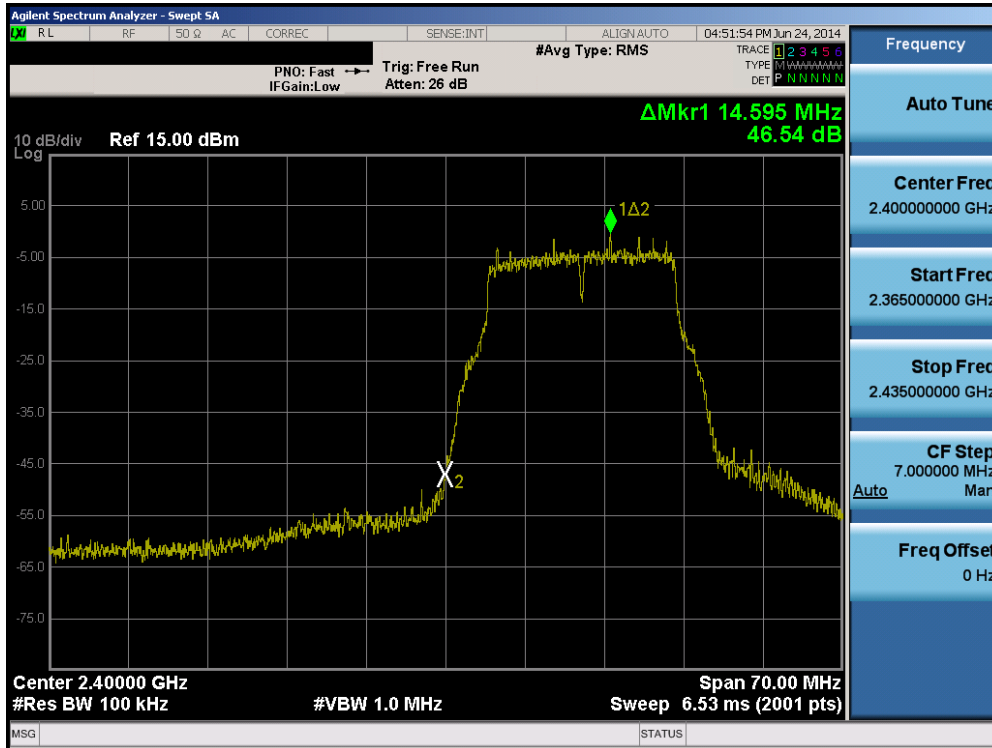 Agilent Spectrum Analyzer - Swept SA
LXI RL RF 50 Ω AC CORREC SENSE:INT ALIGN AUTO 04:51:54 PM Jun 24, 2014
#Avg Type: RMS
TRACE 1 2 3 4 5 6
PNO: Fast Trig: Free Run
TYPE M
IFGain:Low Atten: 26 dB
DET P N N N N N
ΔMkr1 14.595 MHz
46.54 dB
10 dB/div Ref 15.00 dBm
Log
1Δ2
5.00
-5.00
-15.0
-25.0
-35.0
-45.0
2
-55.0
-65.0
-75.0
Center 2.40000 GHz Span 70.00 MHz
#Res BW 100 kHz #VBW 1.0 MHz Sweep 6.53 ms (2001 pts)
MSG STATUS
Frequency
Auto Tune
Center Freq
2.400000000 GHz
Start Freq
2.365000000 GHz
Stop Freq
2.435000000 GHz
CF Step
7.000000 MHz
Auto Man
Freq Offset
0 Hz